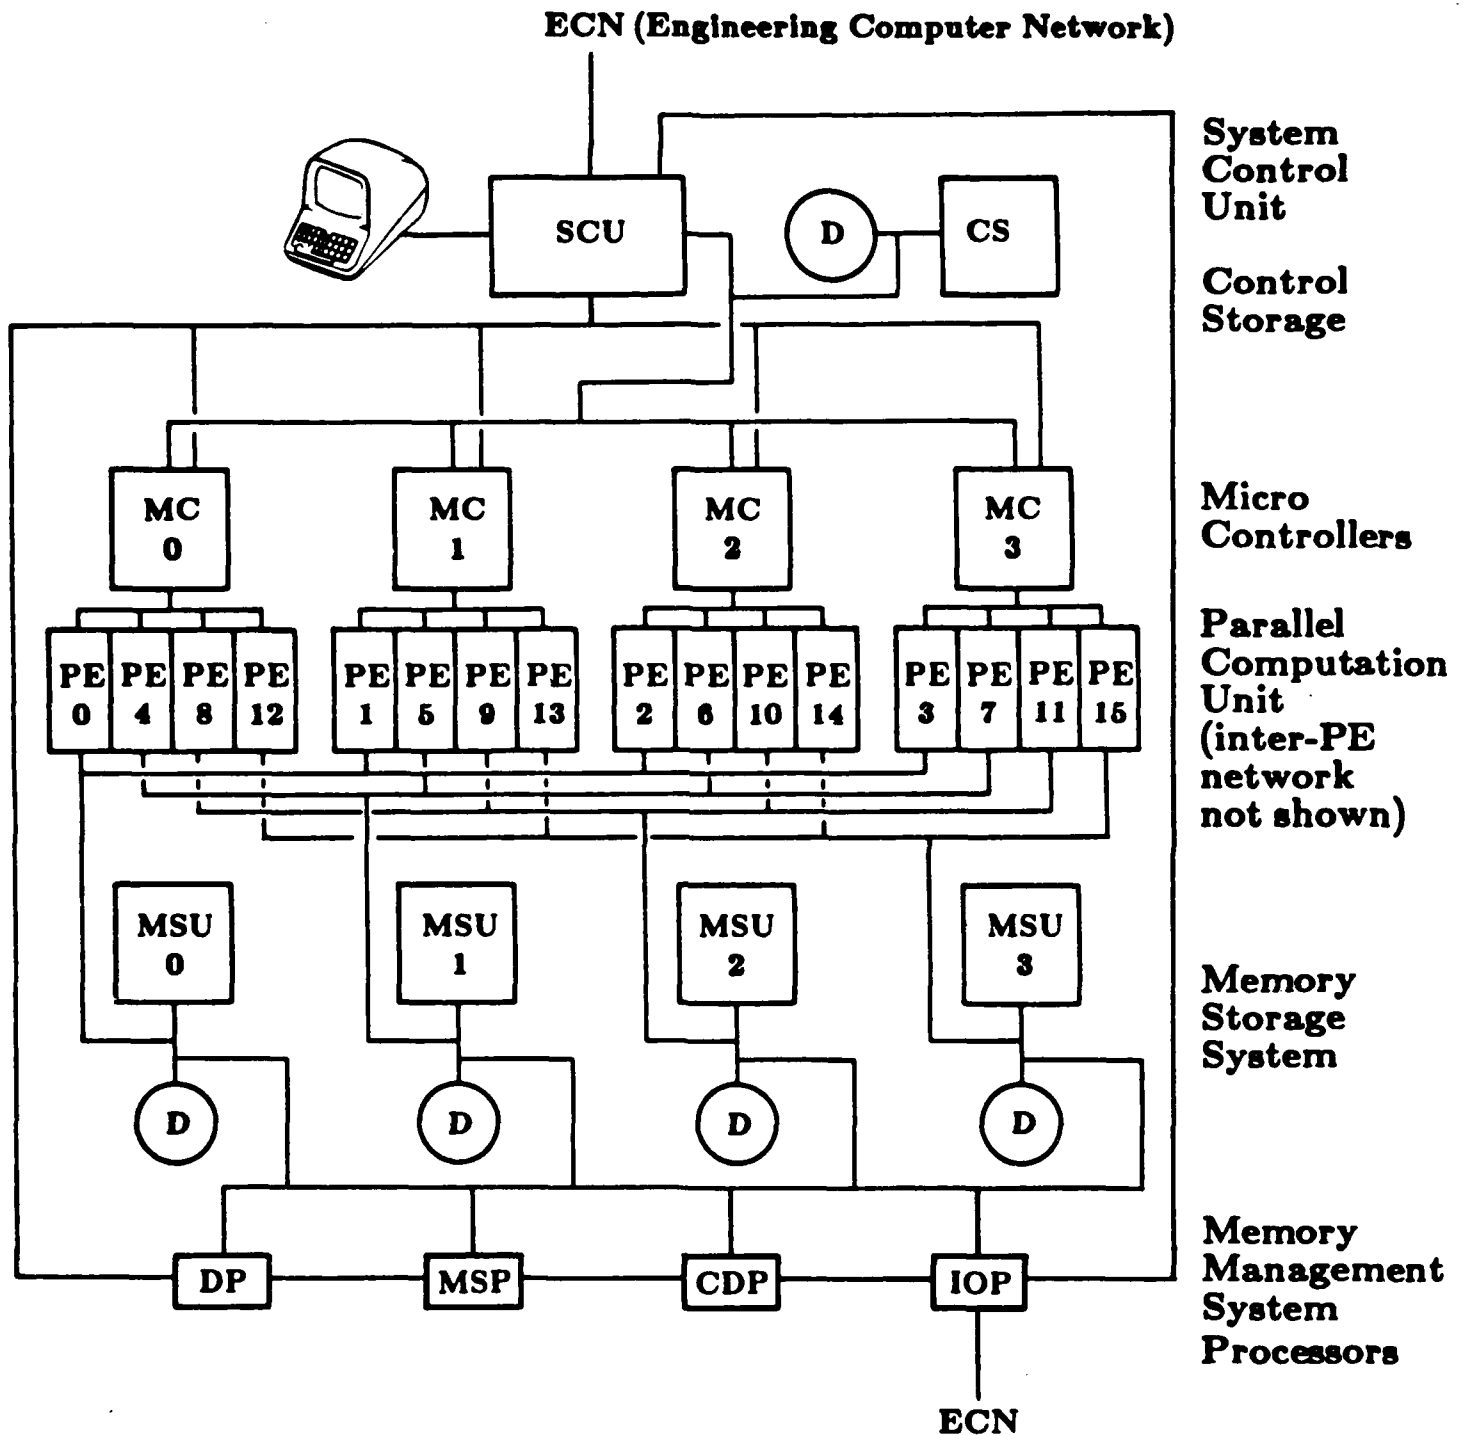 ECN (Engineering Computer Network)
System
Control
Unit
SCU
D
CS
Control
Storage
MC
0
MC
1
MC
2
MC
3
Micro
Controllers
PE
0
PE
4
PE
8
PE
12
PE
1
PE
5
PE
9
PE
13
PE
2
PE
6
PE
10
PE
14
PE
3
PE
7
PE
11
PE
15
Parallel
Computation
Unit
(inter-PE
network
not shown)
MSU
0
MSU
1
MSU
2
MSU
3
Memory
Storage
System
D
D
D
D
DP
MSP
CDP
IOP
Memory
Management
System
Processors
ECN